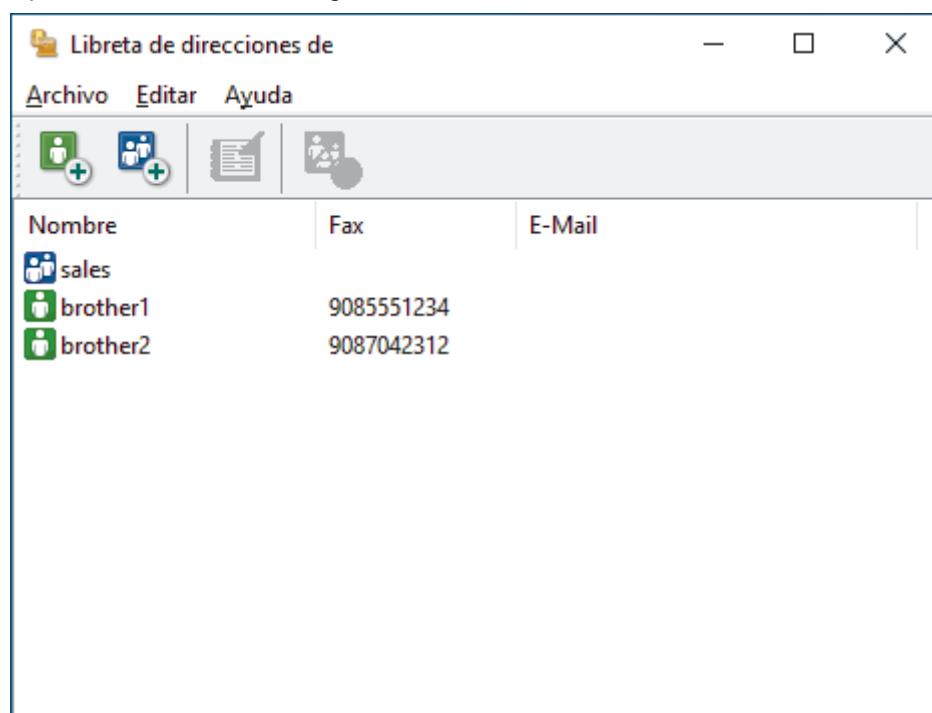 Libreta de direcciones de
Archivo Editar Ayuda
Nombre Fax E-Mail
sales
brother1 9085551234
brother2 9087042312